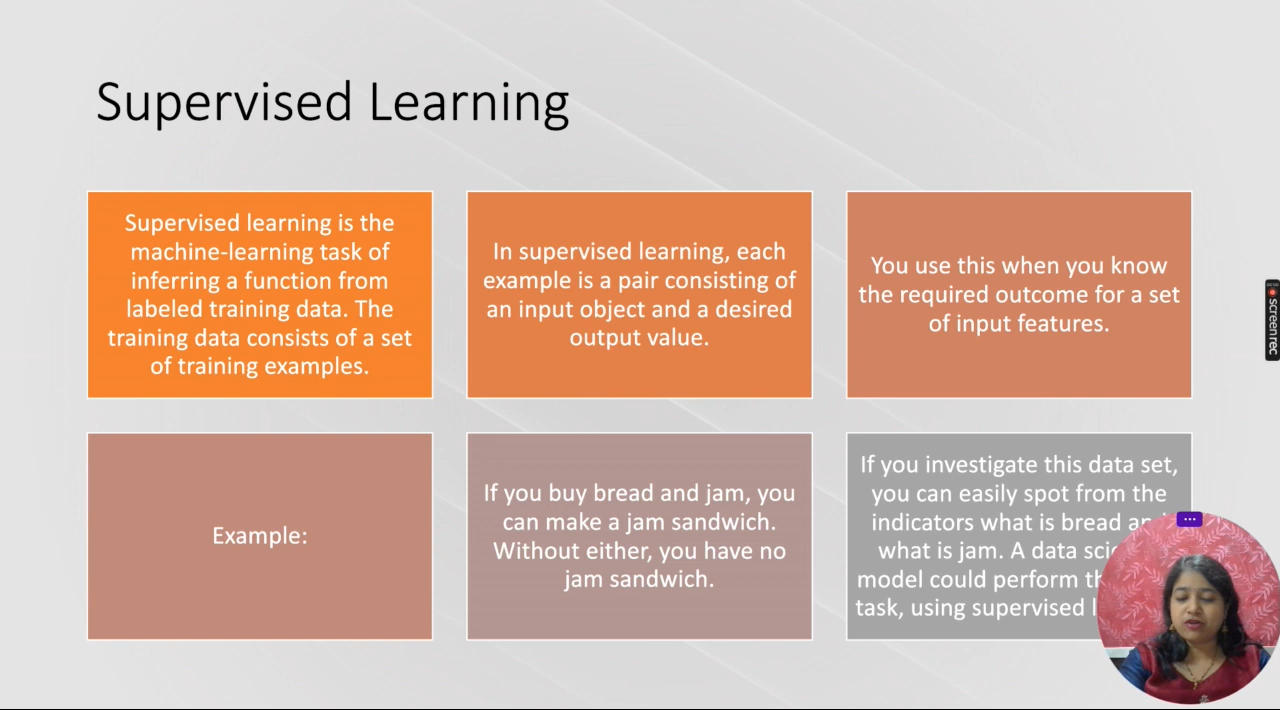 Supervised Learning
Supervised learning is the
machine-learning task of
inferring a function from
labeled training data. The
training data consists of a set
of training examples.
In supervised learning, each
example is a pair consisting of
an input object and a desired
output value.
You use this when you know
the required outcome for a set
of input features.
Example:
If you buy bread and jam, you
can make a jam sandwich.
Without either, you have no
jam sandwich.
If you investigate this data set,
you can easily spot from the
indicators what is bread
what is jam. A data
model could perform
task, using supervised
screenrec